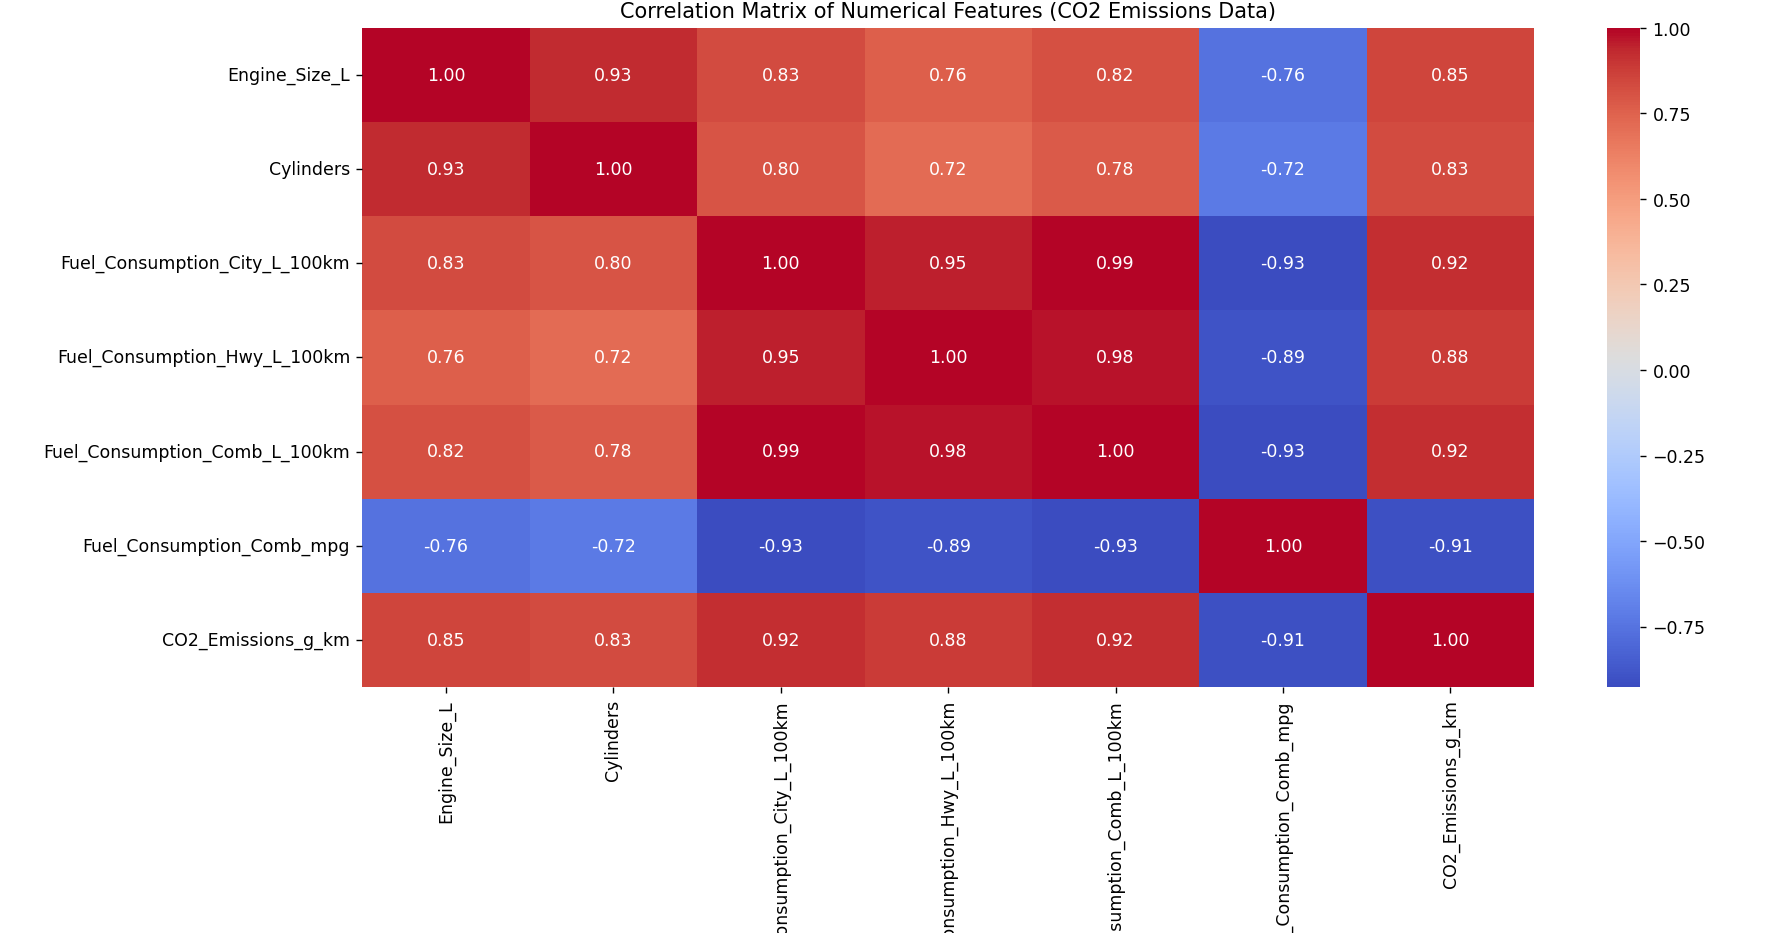 Correlation Matrix of Numerical Features (CO2 Emissions Data)
Engine_Size_L 1.00 0.93 0.83 0.76 0.82 -0.76 0.85
Cylinders 0.93 1.00 0.80 0.72 0.78 -0.72 0.83
Fuel_Consumption_City_L_100km 0.83 0.80 1.00 0.95 0.99 -0.93 0.92
Fuel_Consumption_Hwy_L_100km 0.76 0.72 0.95 1.00 0.98 -0.89 0.88
Fuel_Consumption_Comb_L_100km 0.82 0.78 0.99 0.98 1.00 -0.93 0.92
Fuel_Consumption_Comb_mpg -0.76 -0.72 -0.93 -0.89 -0.93 1.00 -0.91
CO2_Emissions_g_km 0.85 0.83 0.92 0.88 0.92 -0.91 1.00
Engine_Size_L
Cylinders
onsumption_City_L_100km
onsumption_Hwy_L_100km
sumption_Comb_L_100km
_Consumption_Comb_mpg
CO2_Emissions_g_km
1.00
0.75
0.50
0.25
0.00
−0.25
−0.50
−0.75